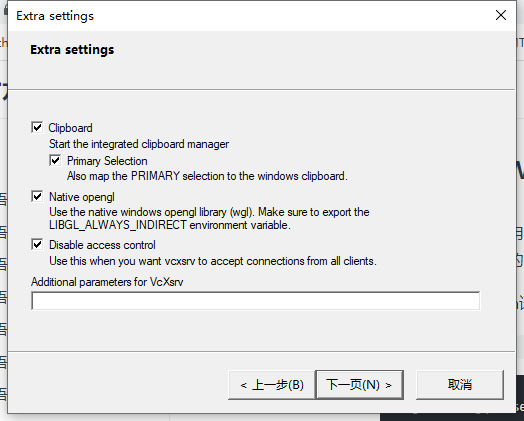 Extra settings
Extra settings
Clipboard
Start the integrated clipboard manager
Primary Selection
Also map the PRIMARY selection to the windows clipboard.
Native opengl
Use the native windows opengl library (wgl). Make sure to export the
LIBGL_ALWAYS_INDIRECT environment variable.
Disable access control
Use this when you want vcxsrv to accept connections from all clients.
Additional parameters for VcXsrv
< 上一步(B)
下一页(N) >
取消